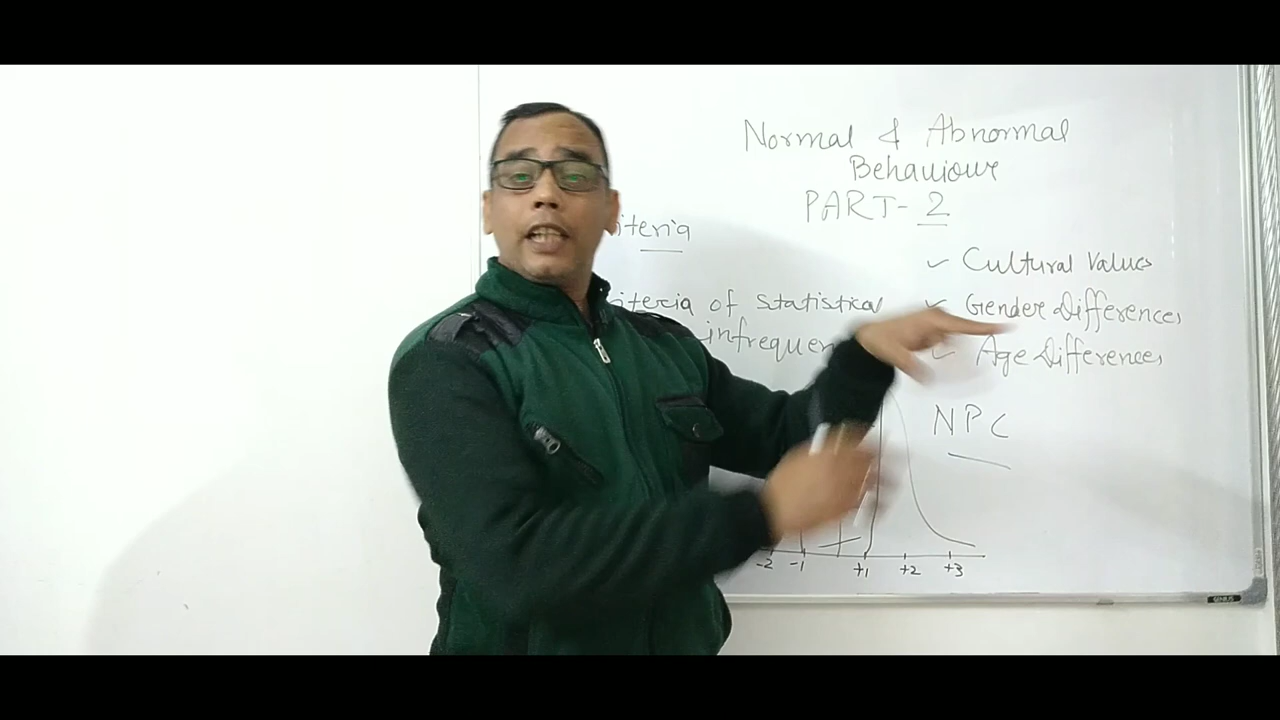 Normal & Abnormal
Behaviour
PART-2
iteria
iteria of Statistical
infrequen
✓ Cultural Values
✓ Gender Differences
✓ Age Differences
NPC
-2 -1 +1 +2 +3